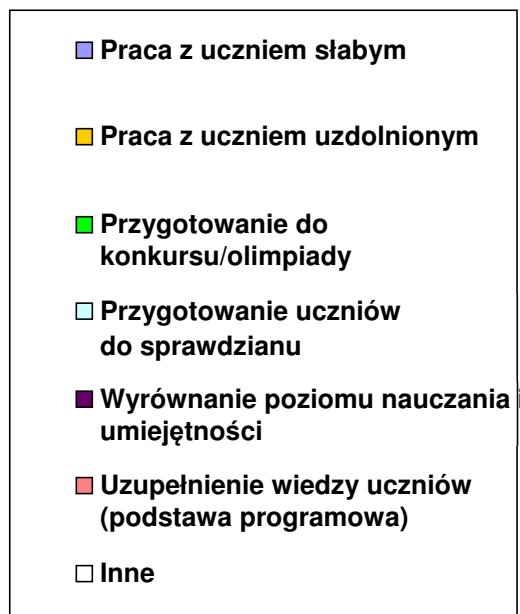 Praca z uczniem słabym
Praca z uczniem uzdolnionym
Przygotowanie do
konkursu/olimpiady
Przygotowanie uczniów
do sprawdzianu
Wyrównanie poziomu nauczania i
umiejętności
Uzupełnienie wiedzy uczniów
(podstawa programowa)
Inne